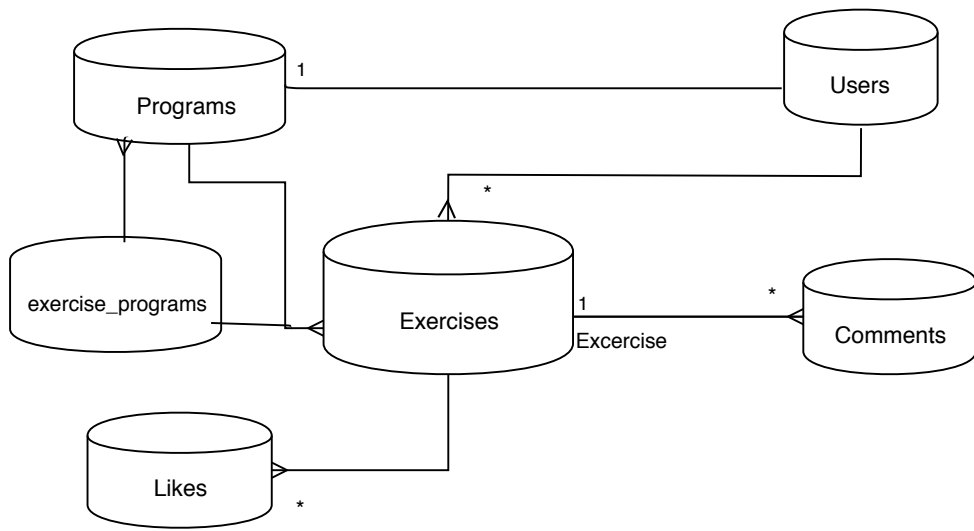 1
Programs
Users
*
exercise_programs
Exercises
1
*
Excercise
Comments
Likes
*